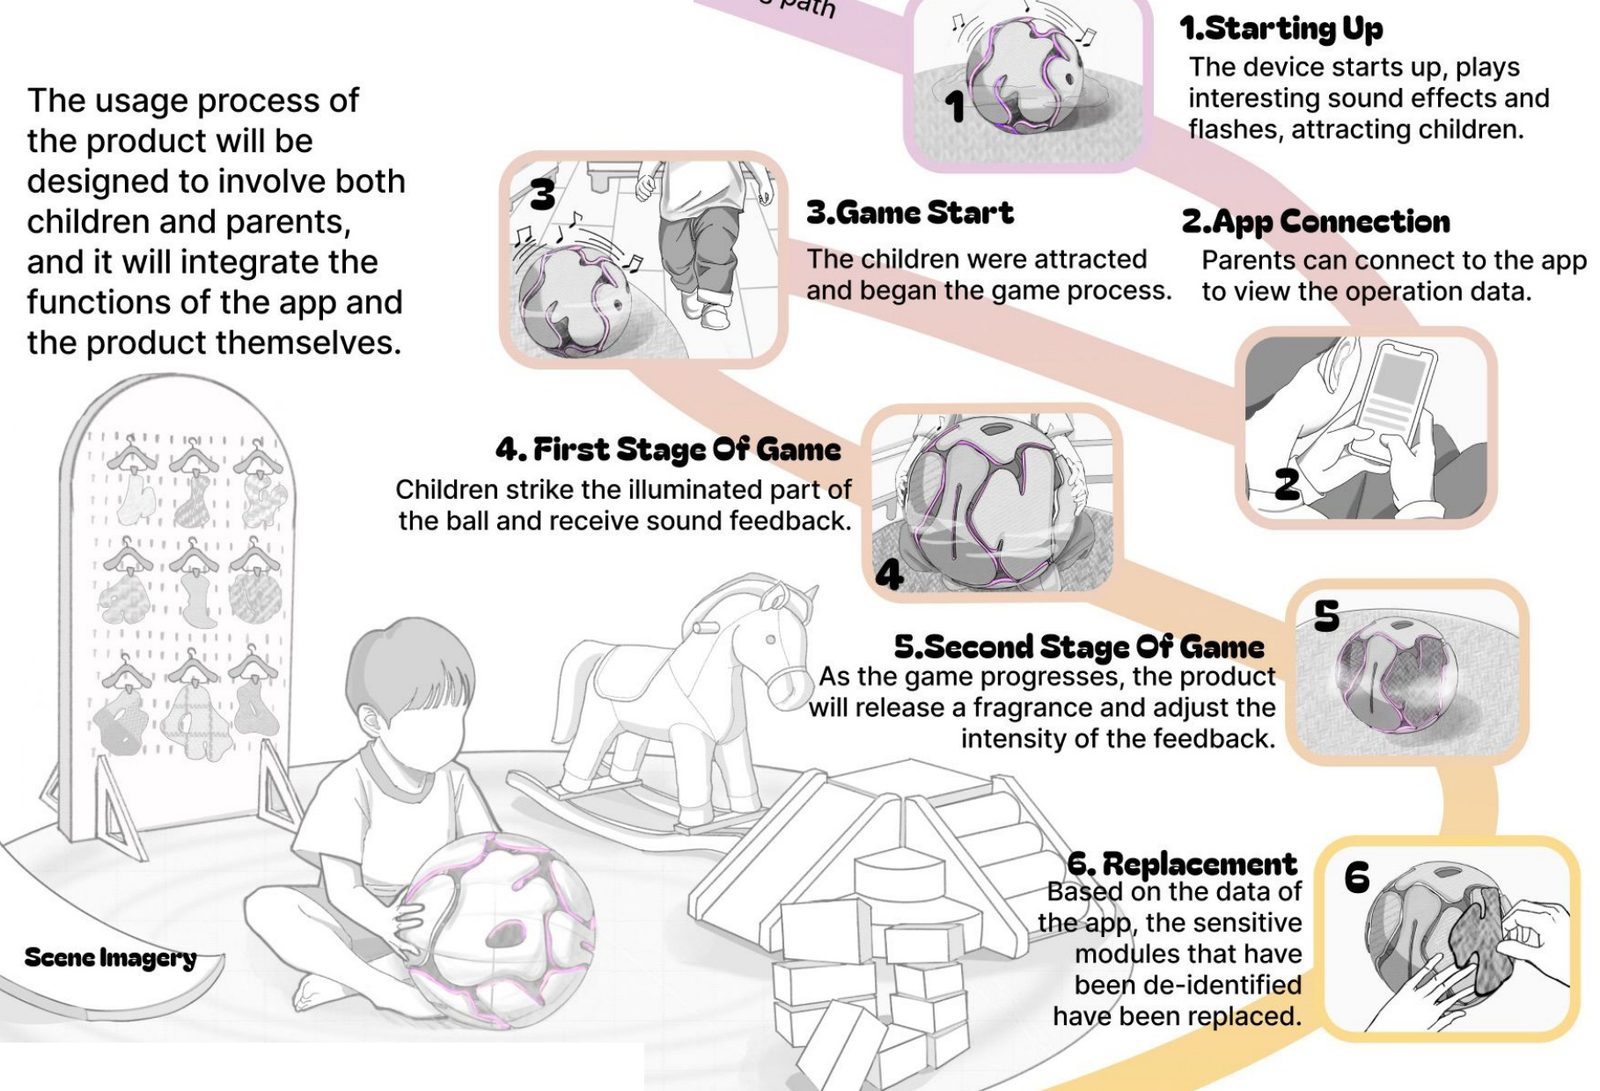 path
The usage process of
the product will be
designed to involve both
children and parents,
and it will integrate the
functions of the app and
the product themselves.
1
1.Starting Up
The device starts up, plays
interesting sound effects and
flashes, attracting children.
2.App Connection
Parents can connect to the app
to view the operation data.
2
3
3.Game Start
The children were attracted
and began the game process.
4. First Stage Of Game
Children strike the illuminated part of
the ball and receive sound feedback.
4
5
5.Second Stage Of Game
As the game progresses, the product
will release a fragrance and adjust the
intensity of the feedback.
6. Replacement
Based on the data of
the app, the sensitive
modules that have
been de-identified
have been replaced.
6
Scene Imagery